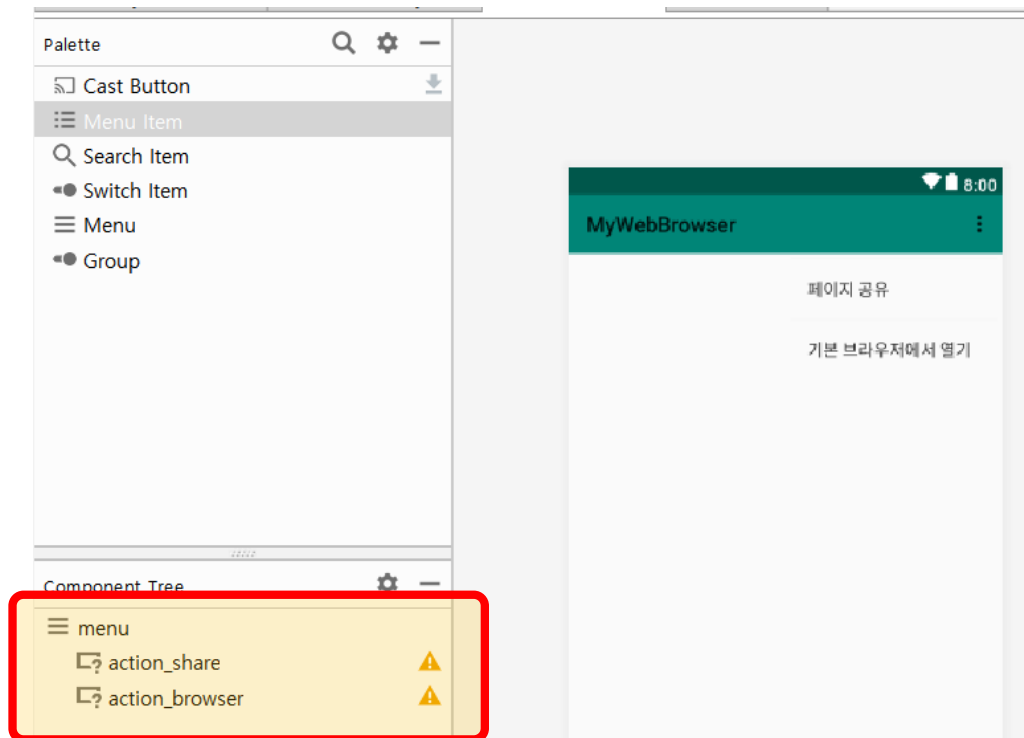 Palette
Cast Button
Menu Item
Search Item
Switch Item
Menu
Group
8:00
MyWebBrowser
페이지 공유
기본 브라우저에서 열기
Component Tree
menu
action_share
action_browser